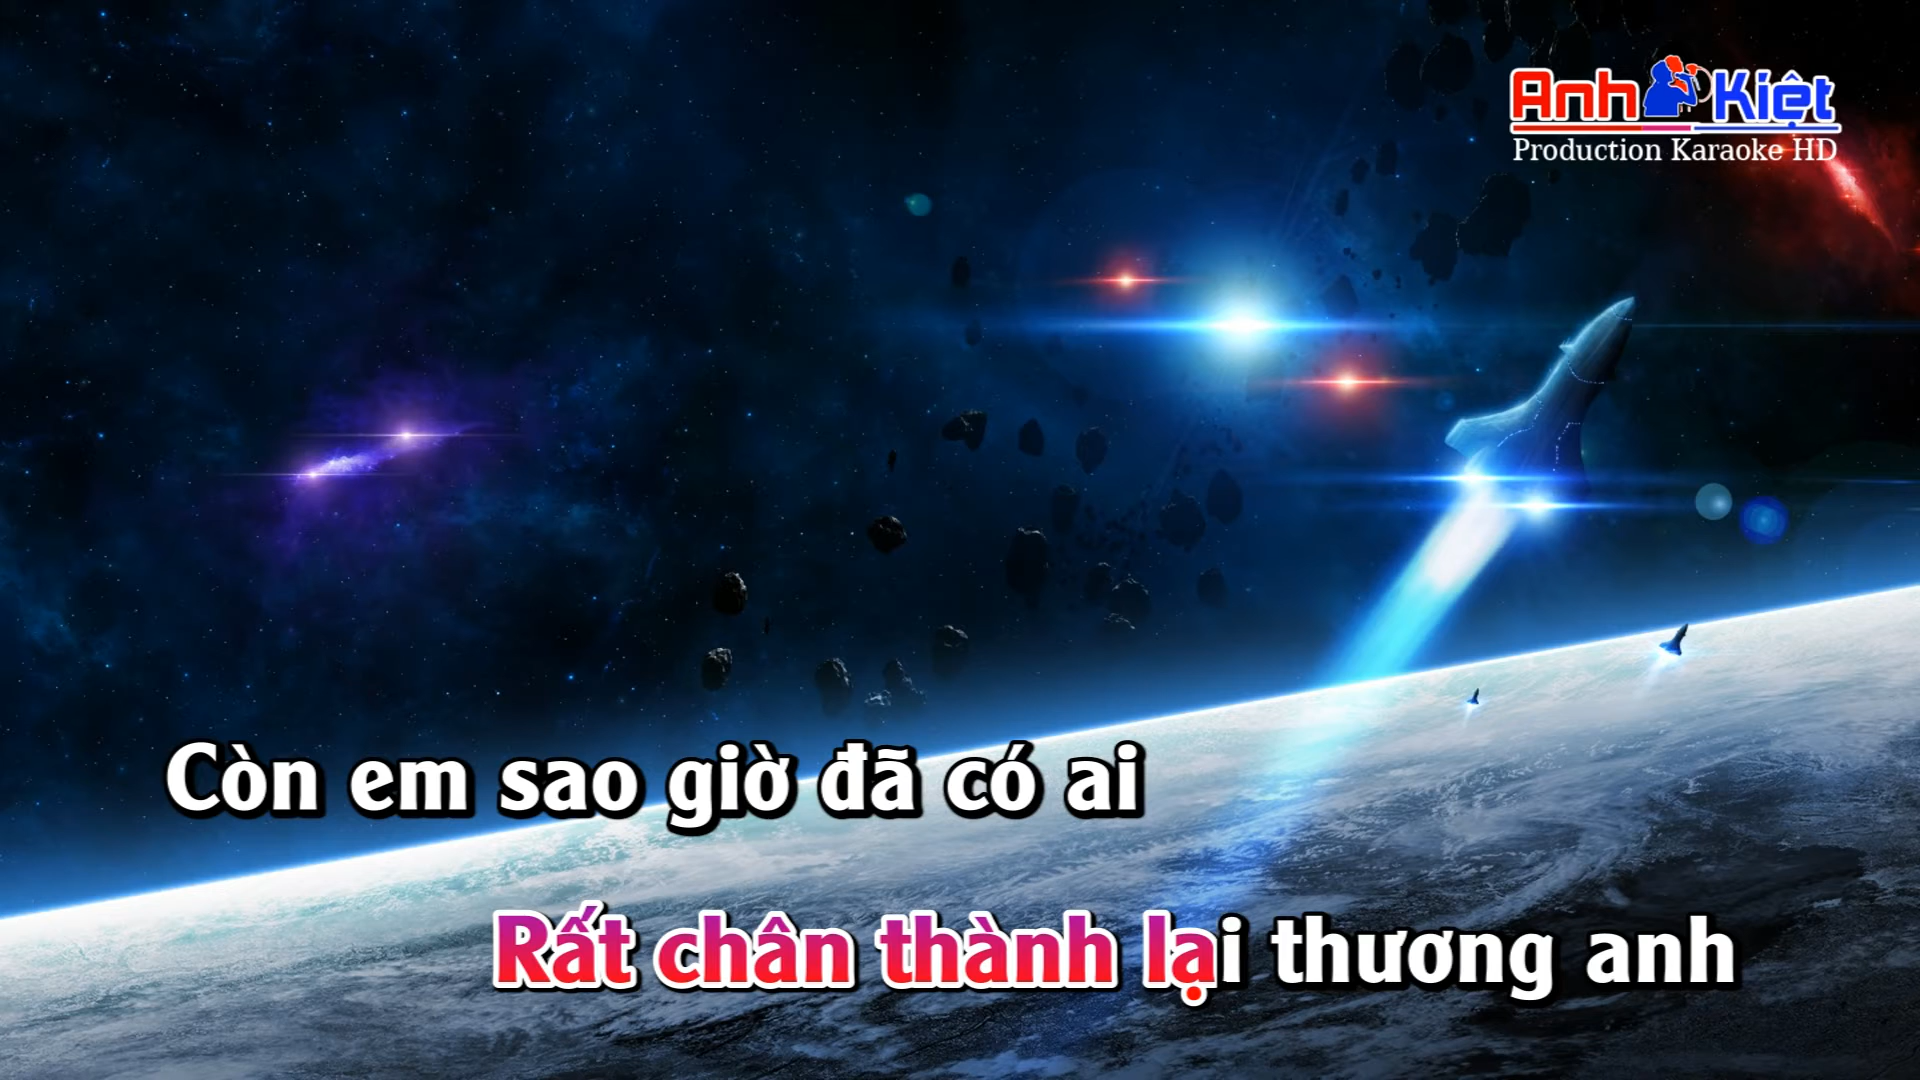 Anh Kiệt
Production Karaoke HD
Còn em sao giờ đã có ai
Rất chân thành lại thương anh